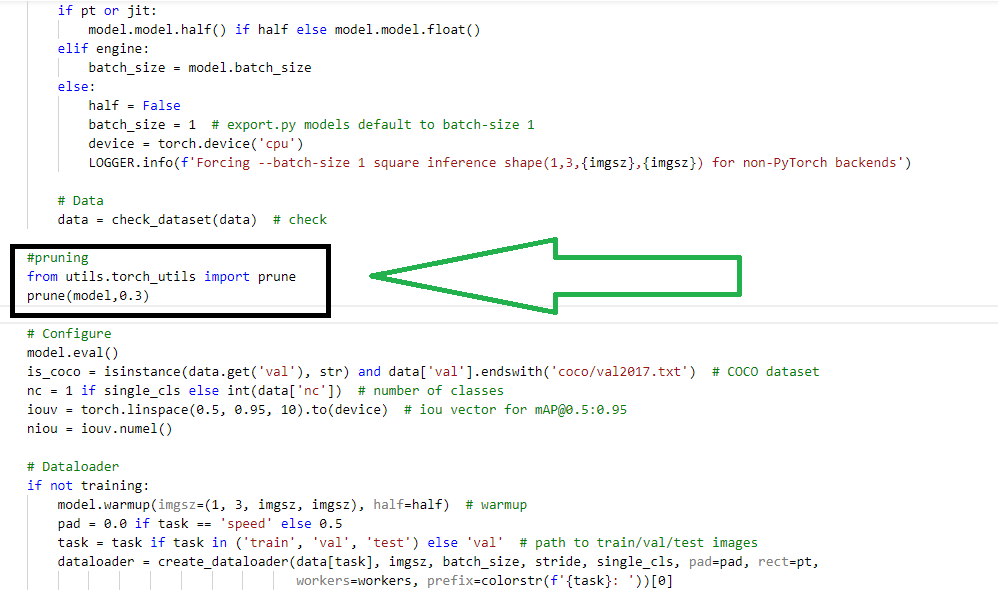 if pt or jit:
model.model.half() if half else model.model.float()
elif engine:
batch_size = model.batch_size
else:
half = False
batch_size = 1  # export.py models default to batch-size 1
device = torch.device('cpu')
LOGGER.info(f'Forcing --batch-size 1 square inference shape(1,3,{imgsz},{imgsz}) for non-PyTorch backends')
# Data
data = check_dataset(data)  # check
#pruning
from utils.torch_utils import prune
prune(model,0.3)
# Configure
model.eval()
is_coco = isinstance(data.get('val'), str) and data['val'].endswith('coco/val2017.txt')  # COCO dataset
nc = 1 if single_cls else int(data['nc'])  # number of classes
iouv = torch.linspace(0.5, 0.95, 10).to(device)  # iou vector for mAP@0.5:0.95
niou = iouv.numel()
# Dataloader
if not training:
model.warmup(imgsz=(1, 3, imgsz, imgsz), half=half)  # warmup
pad = 0.0 if task == 'speed' else 0.5
task = task if task in ('train', 'val', 'test') else 'val'  # path to train/val/test images
dataloader = create_dataloader(data[task], imgsz, batch_size, stride, single_cls, pad=pad, rect=pt,
workers=workers, prefix=colorstr(f'{task}: '))[0]